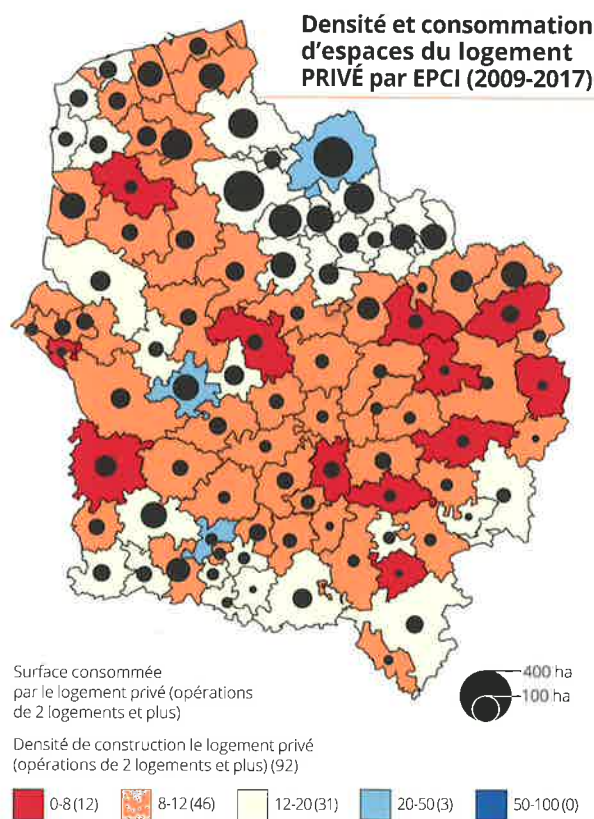 Densité et consommation
d'espaces du logement
PRIVÉ par EPCI (2009-2017)
Surface consommée
par le logement privé (opérations
de 2 logements et plus)
400 ha
100 ha
Densité de construction le logement privé
(opérations de 2 logements et plus) (92)
0-8 (12) 8-12 (46) 12-20 (31) 20-50 (3) 50-100 (0)